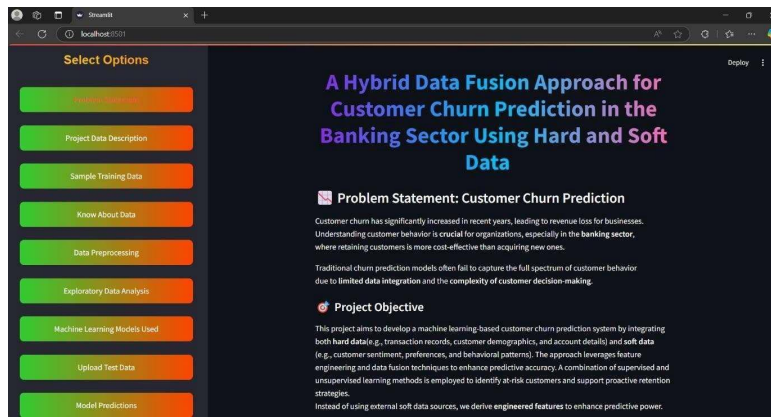 Streamlit
localhost:8501
Deploy
Select Options
Project Data Description
Sample Training Data
Know About Data
Data Preprocessing
Exploratory Data Analysis
Machine Learning Models Used
Upload Test Data
Model Predictions
A Hybrid Data Fusion Approach for
Customer Churn Prediction in the
Banking Sector Using Hard and Soft
Data
Problem Statement: Customer Churn Prediction
Customer churn has significantly increased in recent years, leading to revenue loss for businesses.
Understanding customer behavior is crucial for organizations, especially in the banking sector,
where retaining customers is more cost-effective than acquiring new ones.
Traditional churn prediction models often fail to capture the full spectrum of customer behavior
due to limited data integration and the complexity of customer decision-making.
Project Objective
This project aims to develop a machine learning-based customer churn prediction system by integrating
both hard data(e.g., transaction records, customer demographics, and account details) and soft data
(e.g., customer sentiment, preferences, and behavioral patterns). The approach leverages feature
engineering and data fusion techniques to enhance predictive accuracy. A combination of supervised and
unsupervised learning methods is employed to identify at-risk customers and support proactive retention
strategies.
Instead of using external soft data sources, we derive engineered features to enhance predictive power.